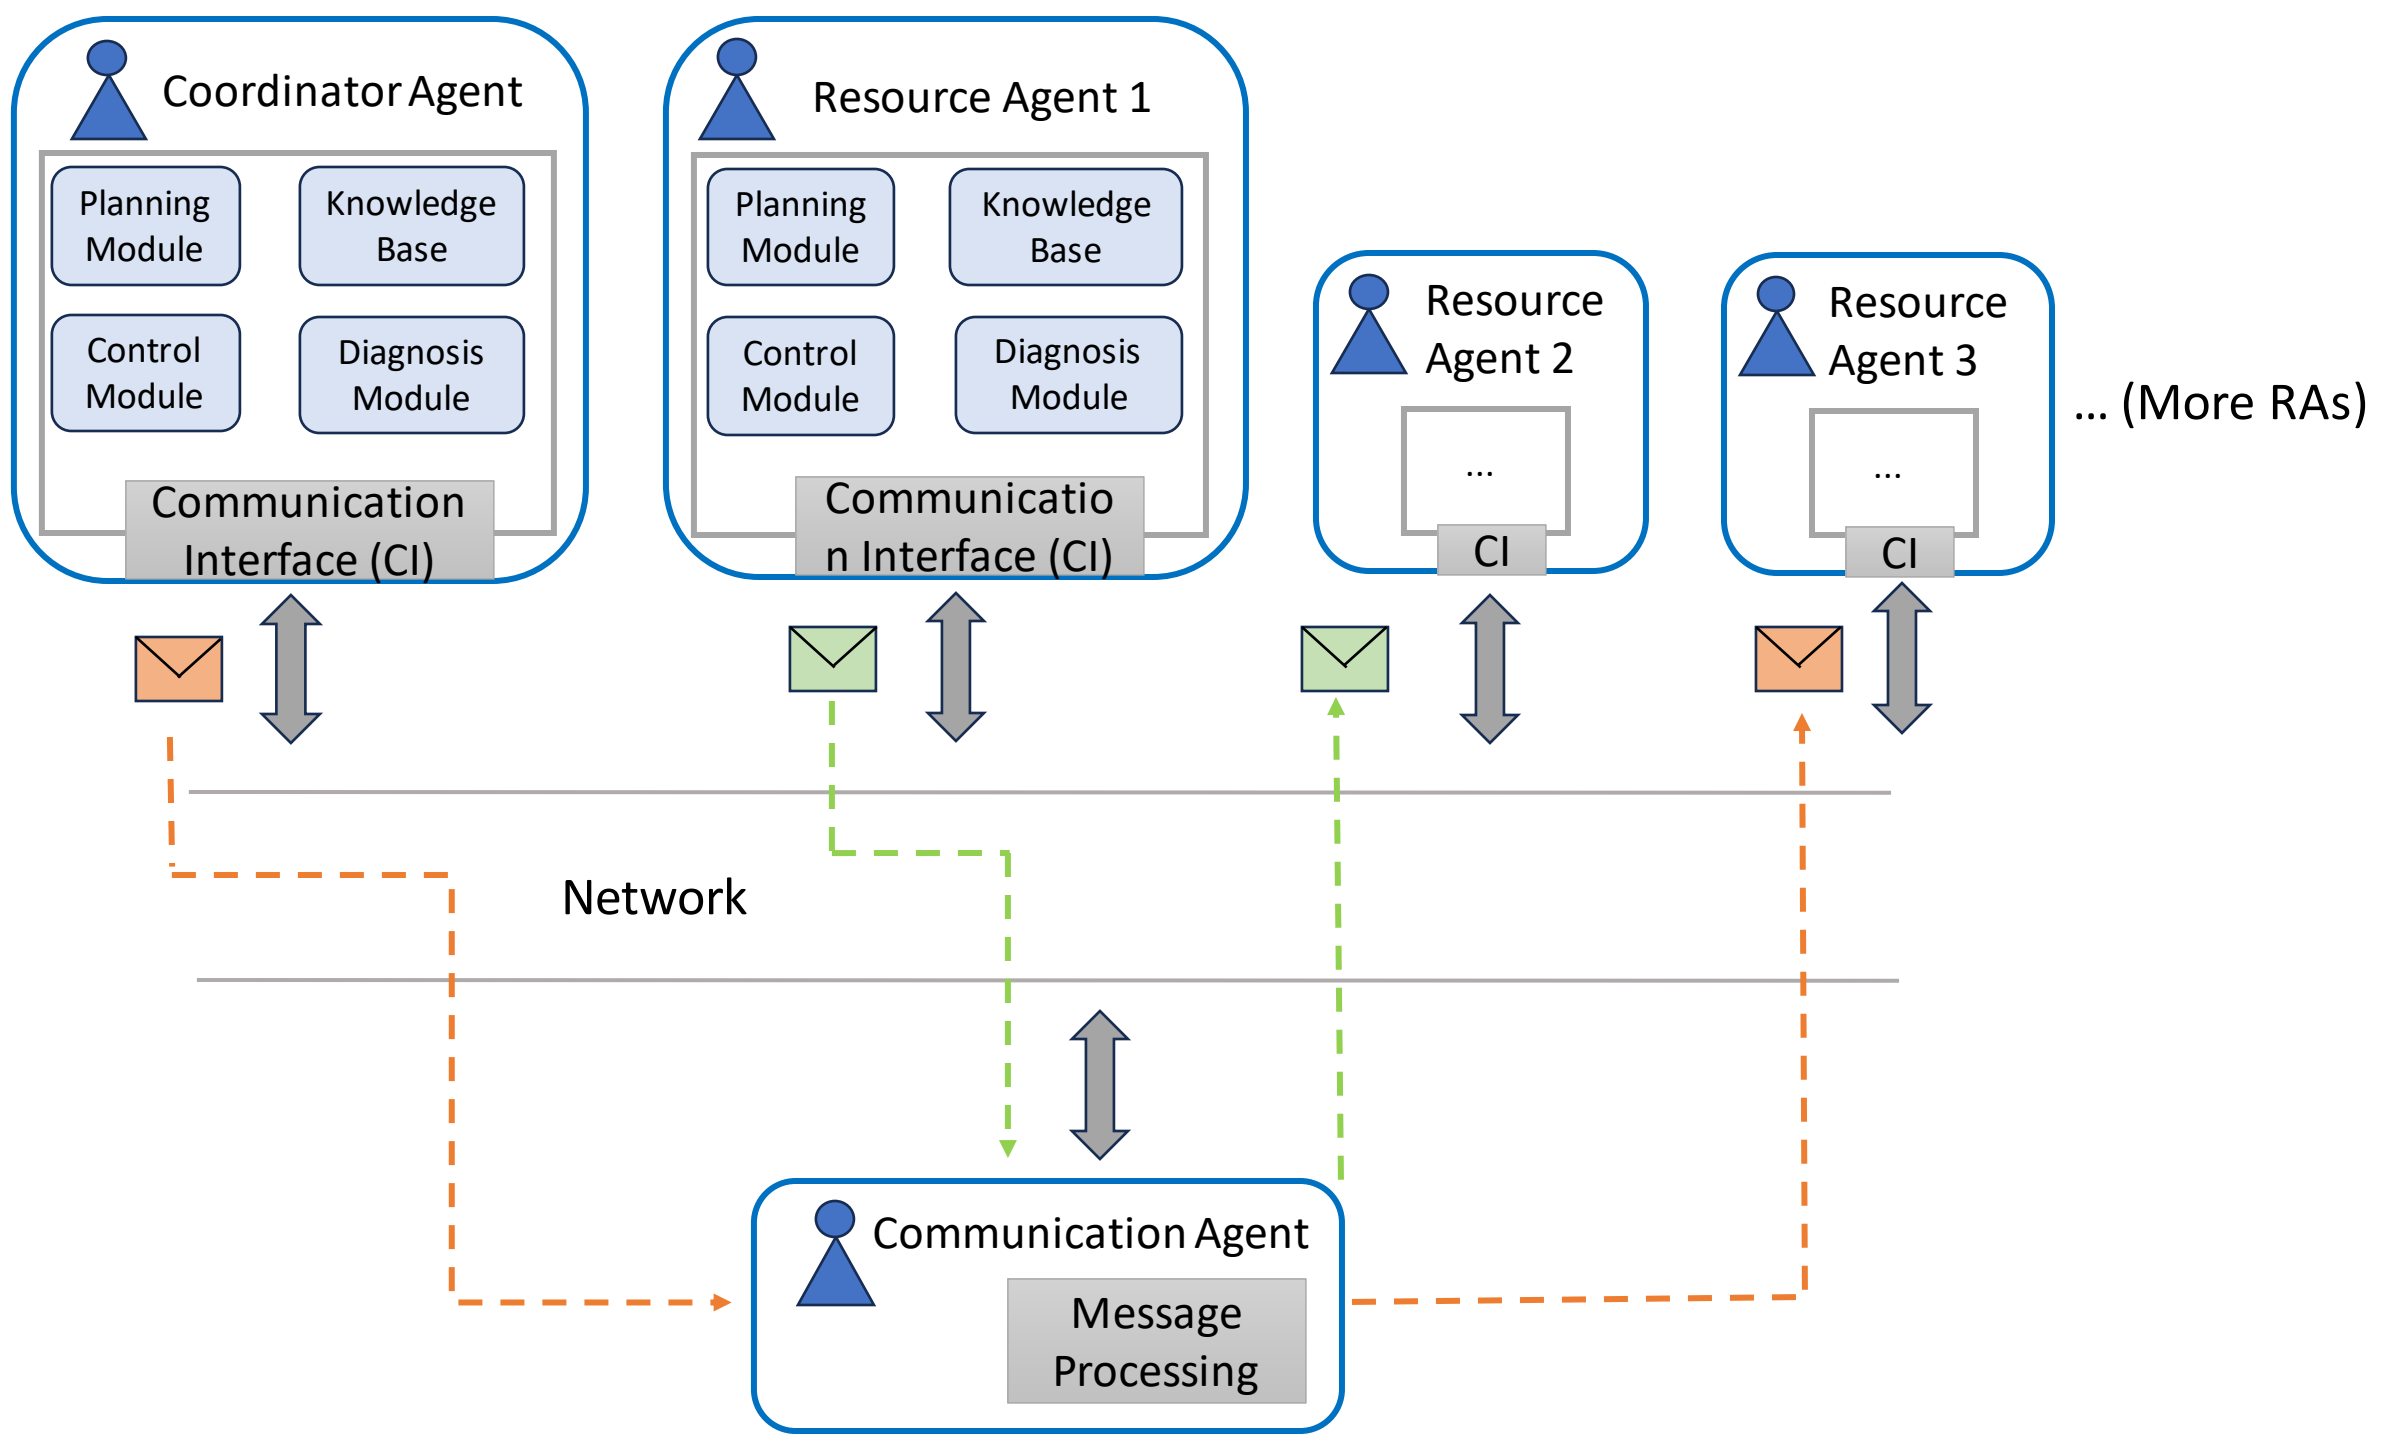 Coordinator Agent
Planning
Module
Knowledge
Base
Control
Module
Diagnosis
Module
Communication
Interface (CI)
Resource Agent 1
Planning
Module
Knowledge
Base
Control
Module
Diagnosis
Module
Communicatio
n Interface (CI)
Resource
Agent 2
...
CI
Resource
Agent 3
...
CI
... (More RAs)
Network
Communication Agent
Message
Processing